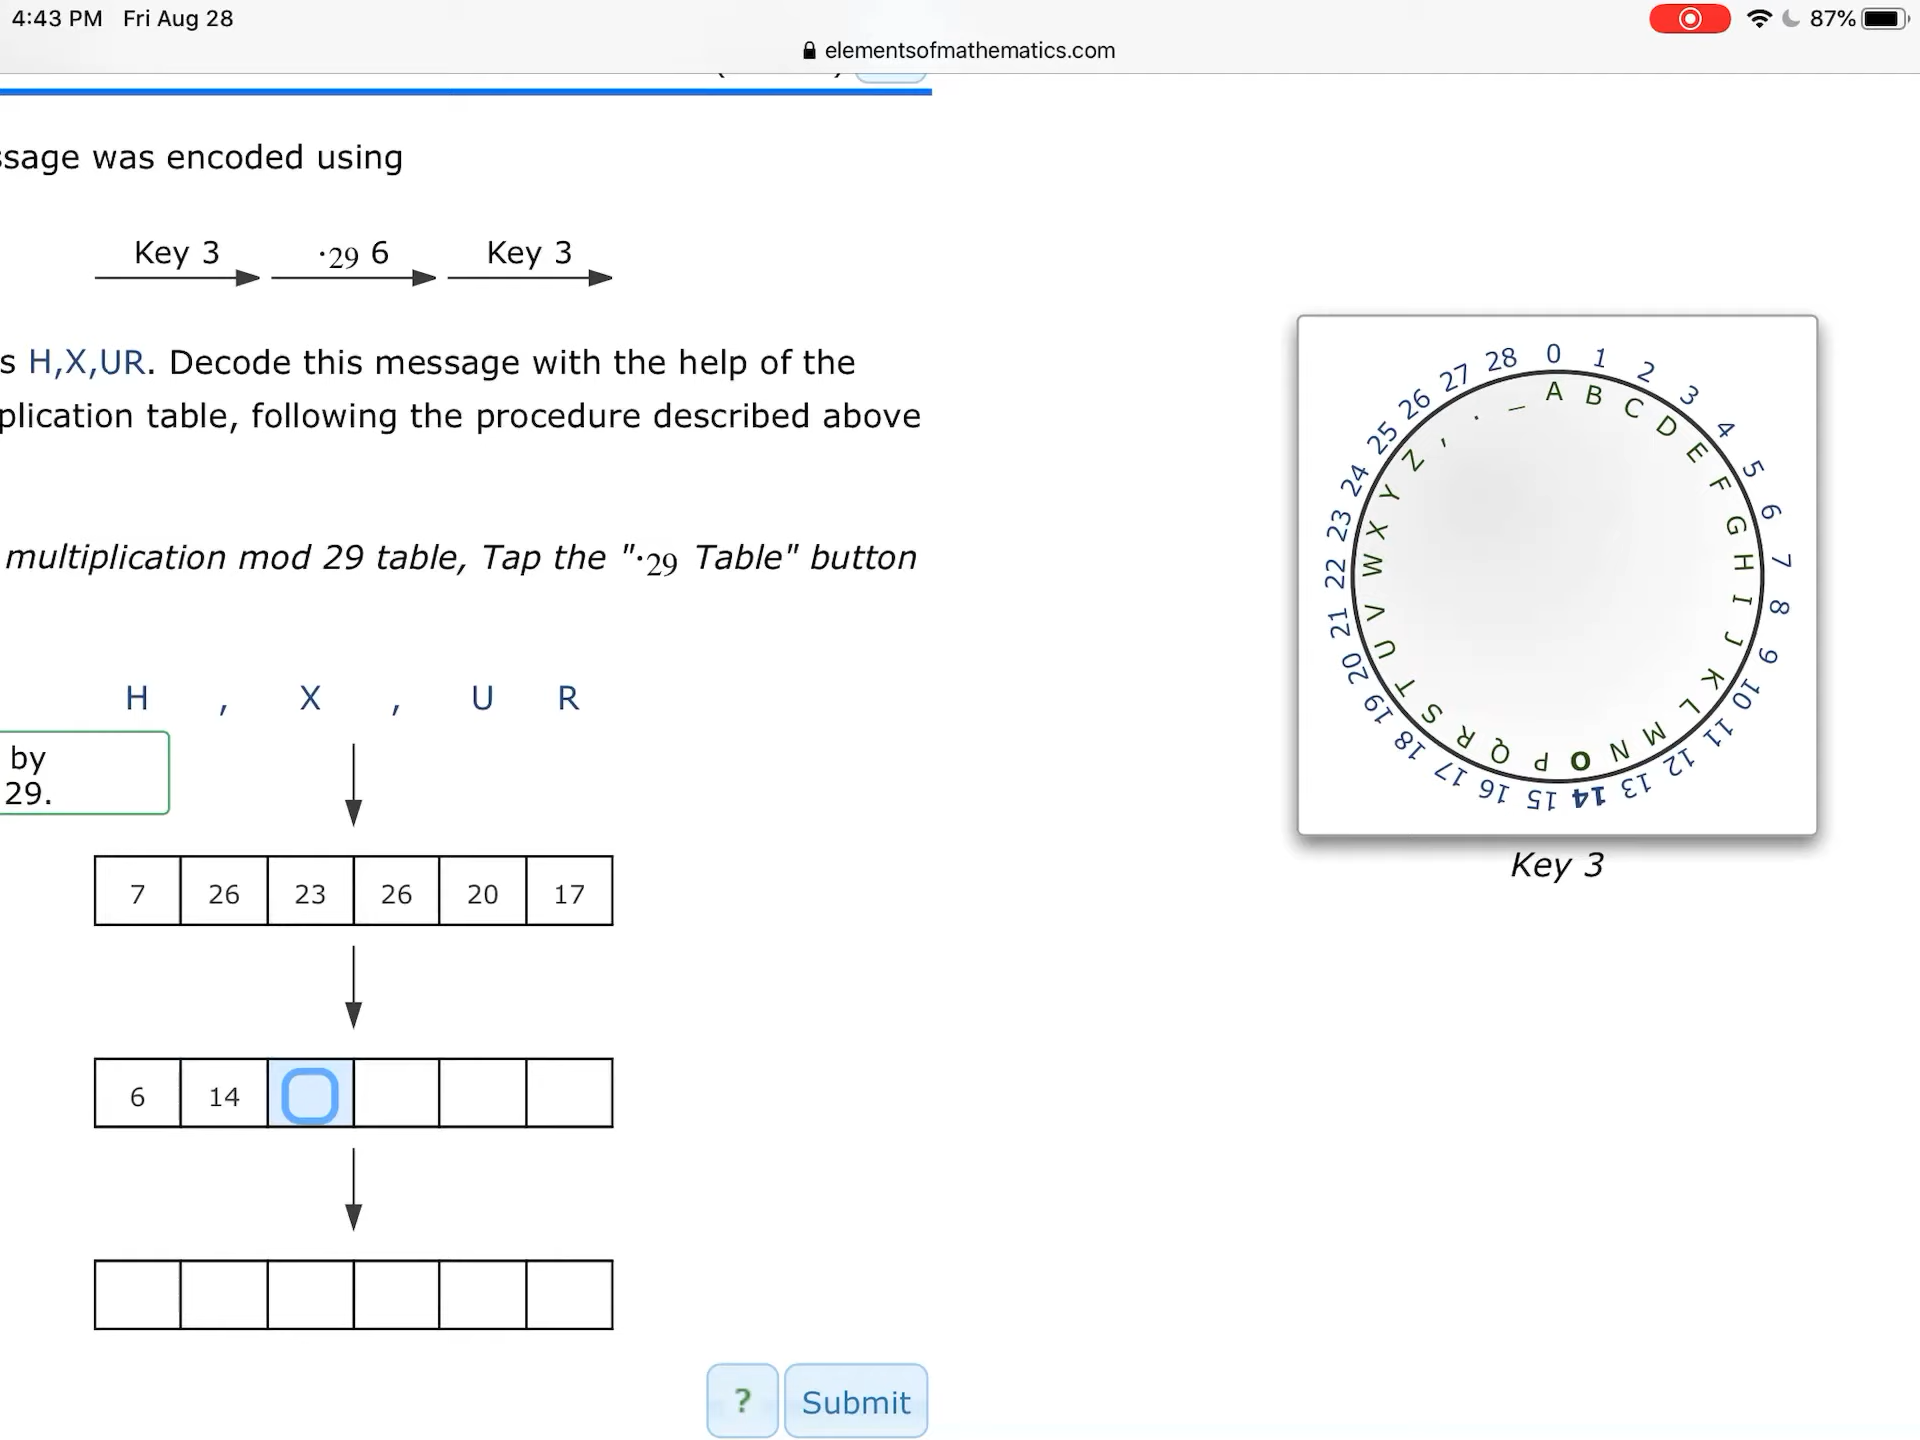 4:43 PM Fri Aug 28
87%
elementsofmathematics.com
ssage was encoded using
Key 3 ·29 6 Key 3
s H,X,UR. Decode this message with the help of the
plication table, following the procedure described above
multiplication mod 29 table, Tap the "·29 Table" button
H , X , U R
by
29.
7 26 23 26 20 17
6 14
? Submit
0 1 2 3 4 5 6 7 8 9 10 11 12 13 14 15 16 17 18 19 20 21 22 23 24 25 26 27 28
A B C D E F G H I J K L M N O P Q R S T U V W X Y Z , . _
Key 3